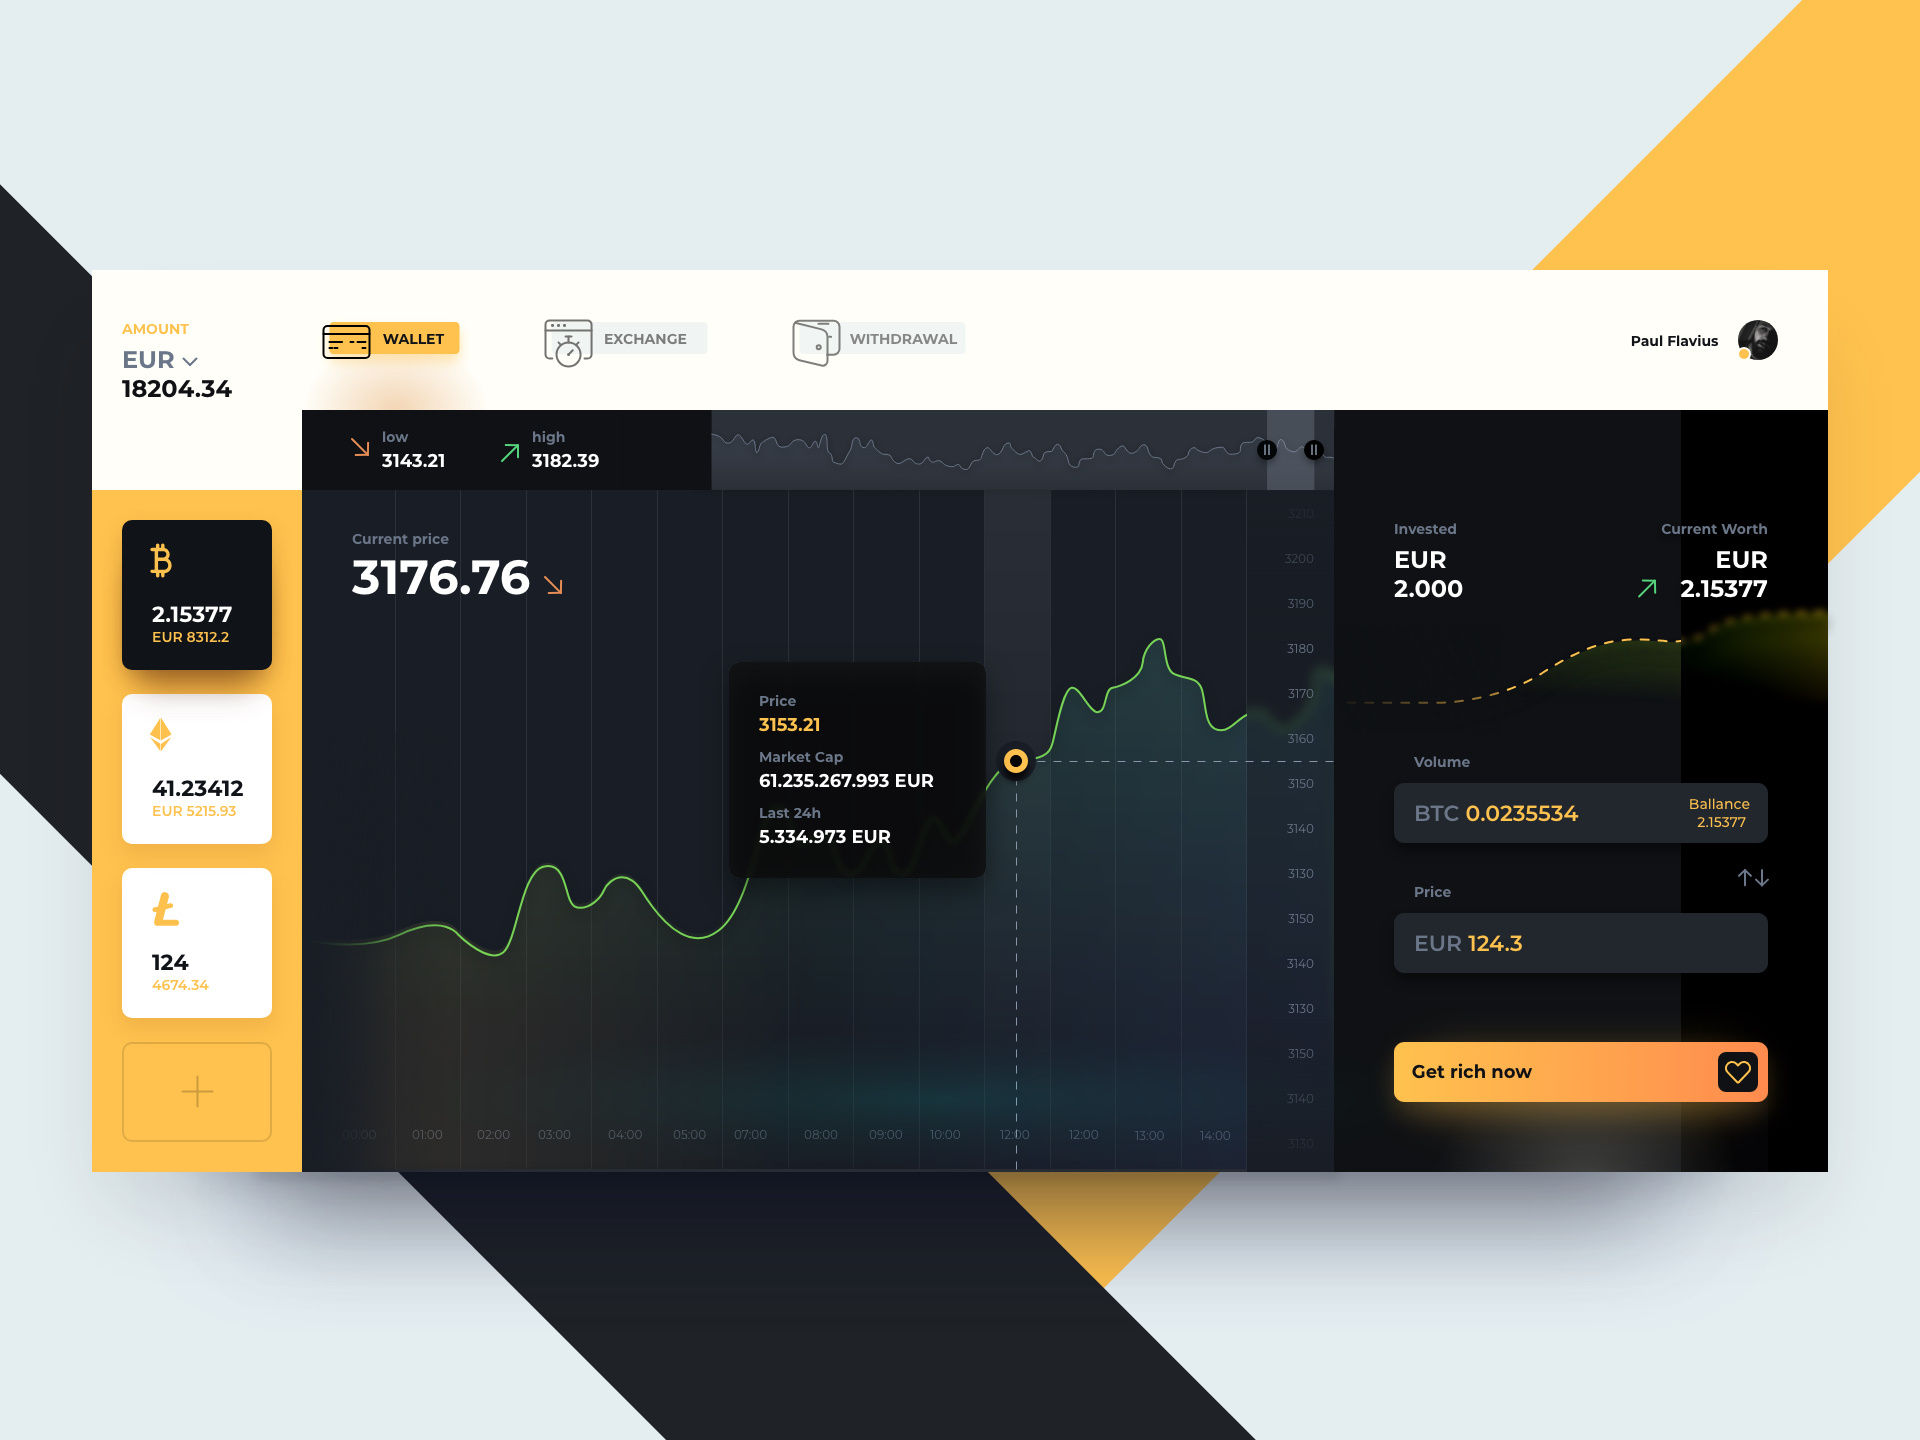 AMOUNT
EUR
18204.34
WALLET
EXCHANGE
WITHDRAWAL
Paul Flavius
low
3143.21
high
3182.39
2.15377
EUR 8312.2
41.23412
EUR 5215.93
124
4674.34
Current price
3176.76
Price
3153.21
Market Cap
61.235.267.993 EUR
Last 24h
5.334.973 EUR
3210
3200
3190
3180
3170
3160
3150
3140
3130
3150
3140
3130
3150
3140
3130
00:00
01:00
02:00
03:00
04:00
05:00
07:00
08:00
09:00
10:00
12:00
12:00
13:00
14:00
Invested
EUR
2.000
Current Worth
EUR
2.15377
Volume
BTC 0.0235534
Ballance
2.15377
Price
EUR 124.3
Get rich now